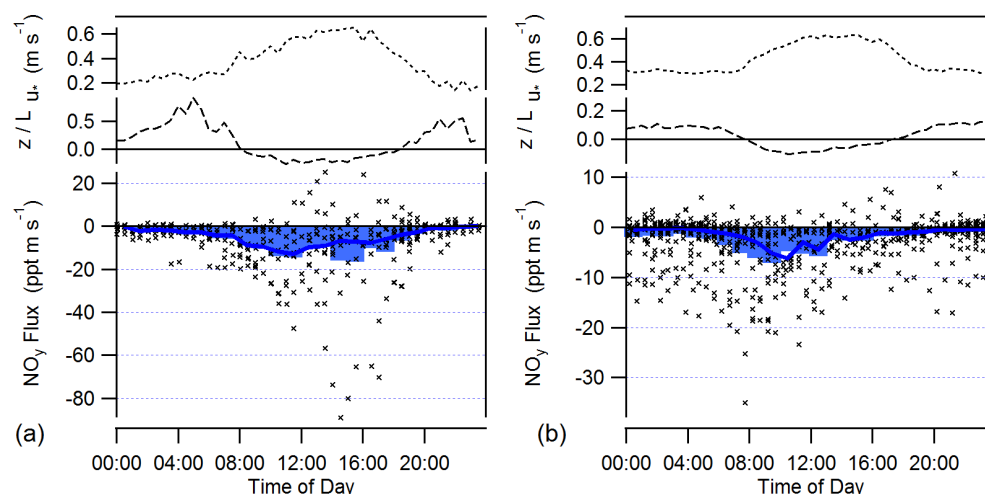 u* (m s⁻¹)
0.6
0.4
0.2
z / L
0.5
0.0
NOy Flux (ppt m s⁻¹)
20
0
-20
-40
-60
-80
(a)
00:00 04:00 08:00 12:00 16:00 20:00
Time of Day
u* (m s⁻¹)
0.6
0.4
0.2
z / L
0.2
0.0
NOy Flux (ppt m s⁻¹)
10
0
-10
-20
-30
(b)
00:00 04:00 08:00 12:00 16:00 20:00
Time of Day